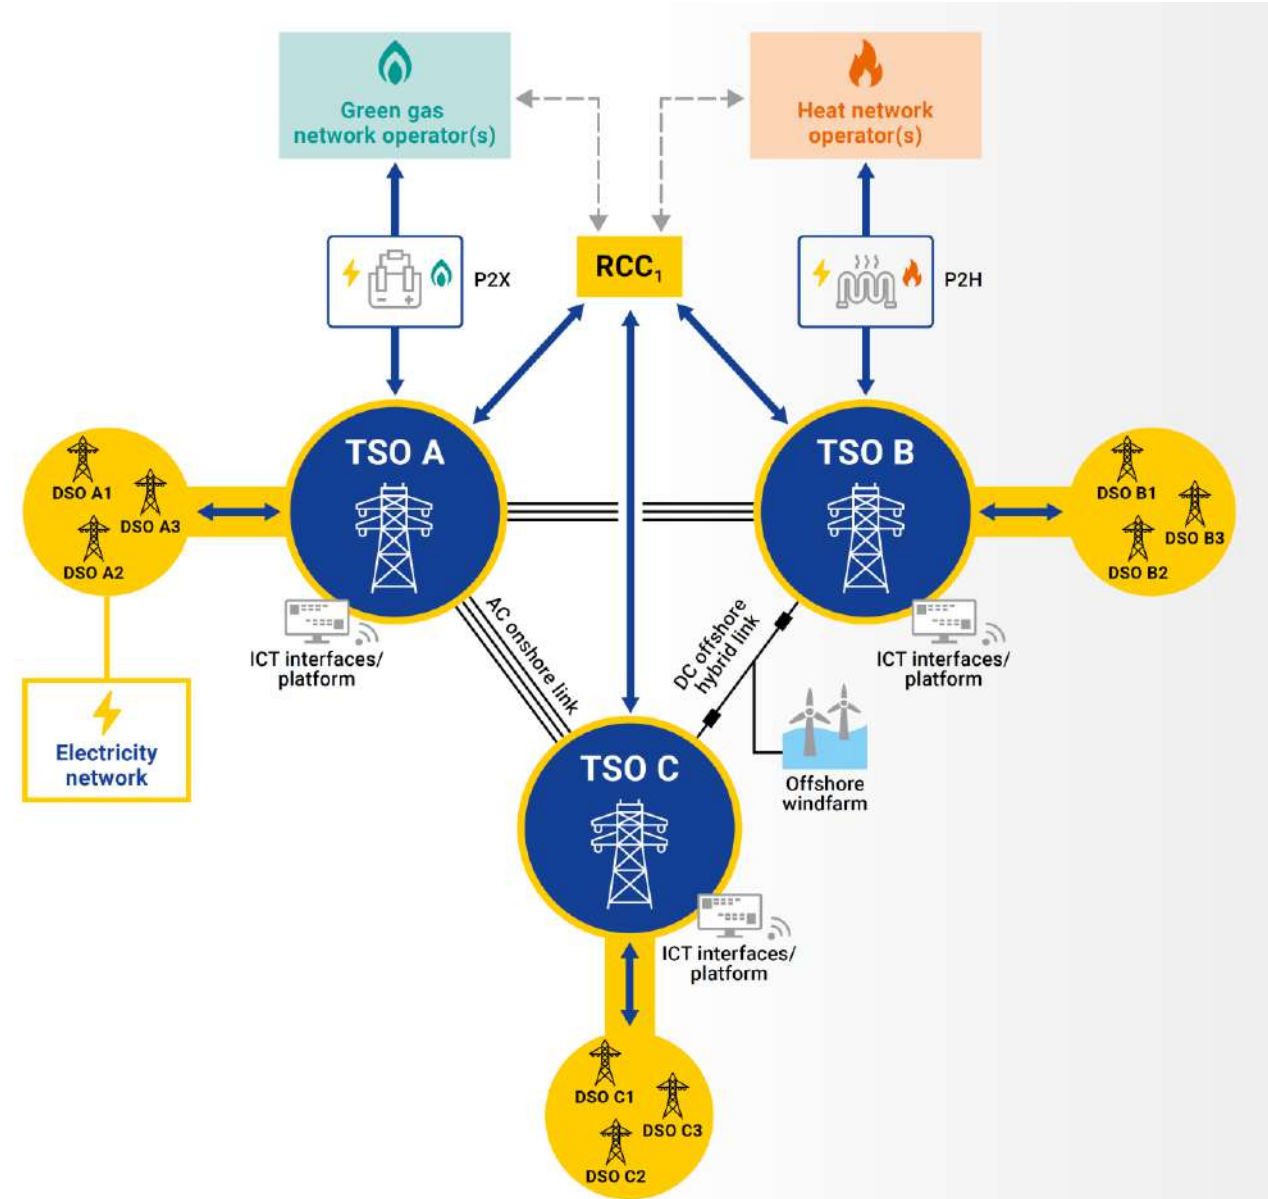 Green gas
network operator(s)
Heat network
operator(s)
P2X
RCC1
P2H
TSO A
TSO B
DSO A1
DSO A3
DSO A2
DSO B1
DSO B3
DSO B2
ICT interfaces/
platform
AC onshore link
DC offshore
hybrid link
ICT interfaces/
platform
Electricity
network
TSO C
Offshore
windfarm
ICT interfaces/
platform
DSO C1
DSO C3
DSO C2